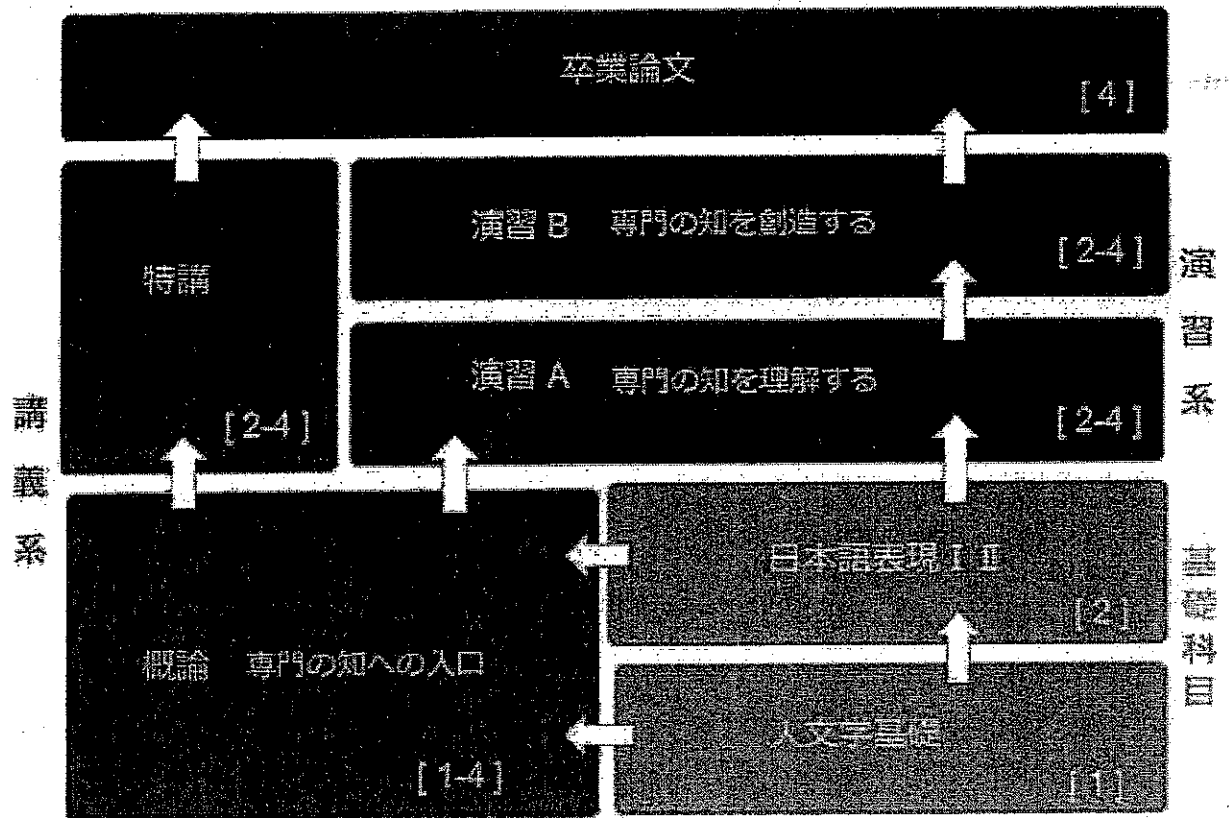 卒業論文
[4]
特講
[2-4]
演習 B 専門の知を創造する
[2-4]
演習 A 専門の知を理解する
[2-4]
演習系
講義系
概論 専門の知への入口
[1-4]
日本語表現 I II
[2]
人文学基礎
[1]
基礎科目